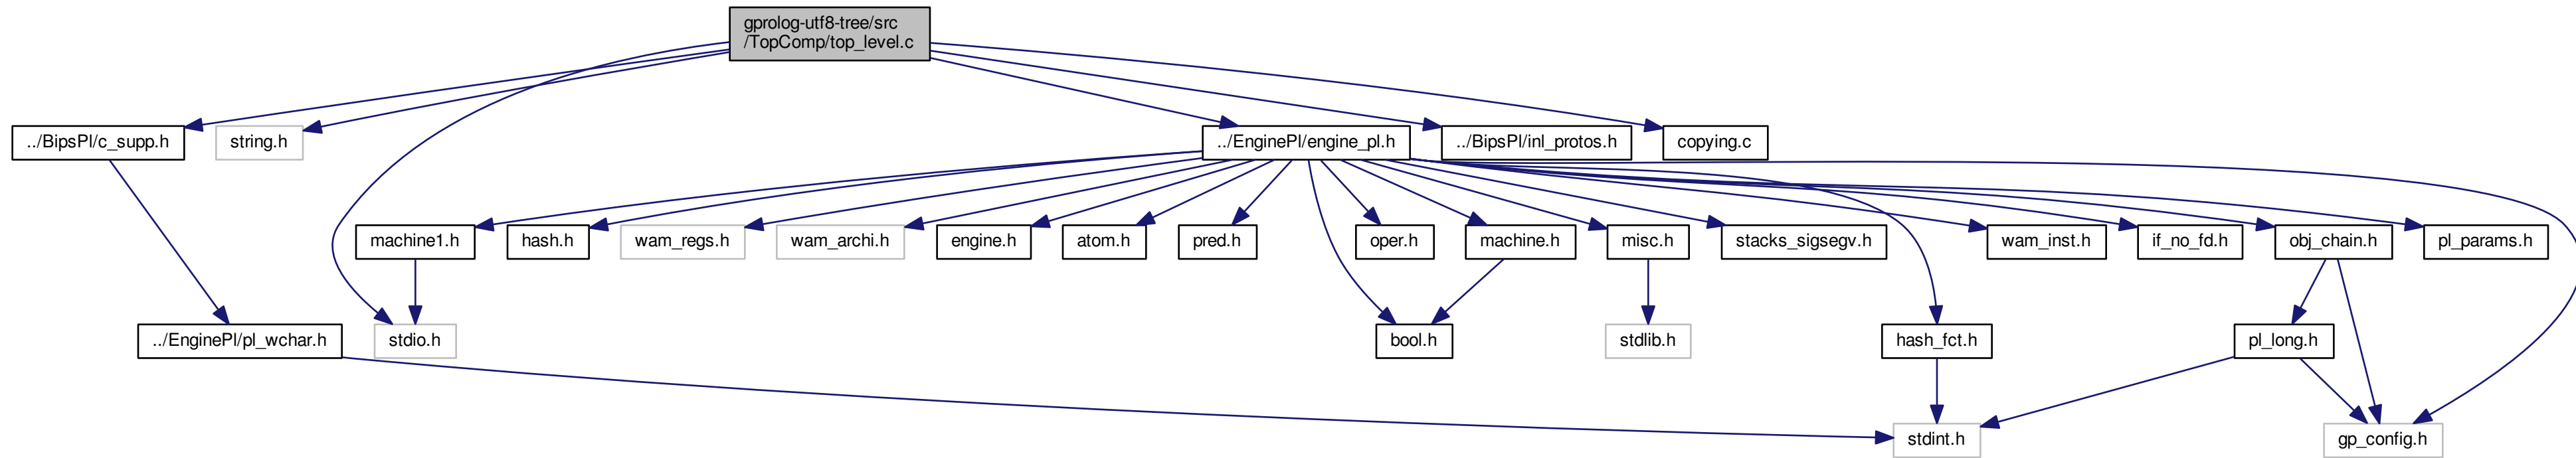 gprolog-utf8-tree/src
/TopComp/top_level.c
../BipsPl/c_supp.h
string.h
../EnginePl/engine_pl.h
../BipsPl/inl_protos.h
copying.c
machine1.h
hash.h
wam_regs.h
wam_archi.h
engine.h
atom.h
pred.h
oper.h
machine.h
misc.h
stacks_sigsegv.h
wam_inst.h
if_no_fd.h
obj_chain.h
pl_params.h
../EnginePl/pl_wchar.h
stdio.h
bool.h
stdlib.h
hash_fct.h
pl_long.h
stdint.h
gp_config.h